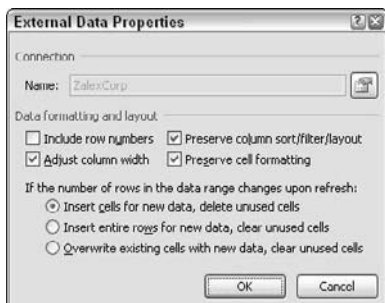 External Data Properties
Connection
Name: ZalexCorp
Data formatting and layout
Include row numbers Preserve column sort/filter/layout
Adjust column width Preserve cell formatting
If the number of rows in the data range changes upon refresh:
Insert cells for new data, delete unused cells
Insert entire rows for new data, clear unused cells
Overwrite existing cells with new data, clear unused cells
OK Cancel